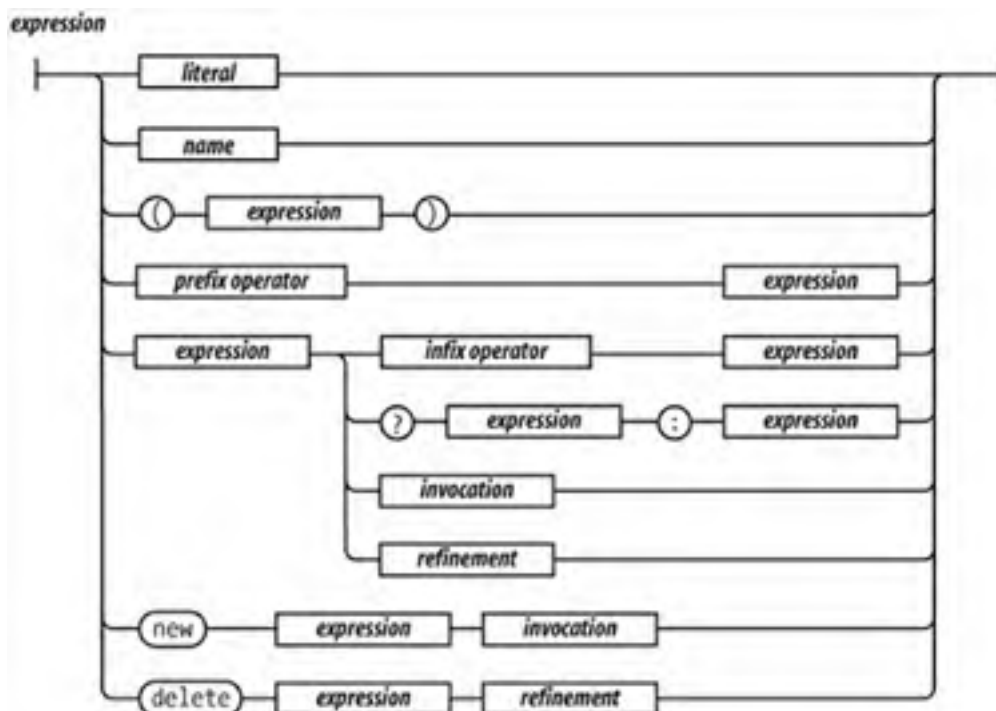 expression
literal
name
( expression )
prefix operator expression
expression infix operator expression
? expression : expression
invocation
refinement
new expression invocation
delete expression refinement